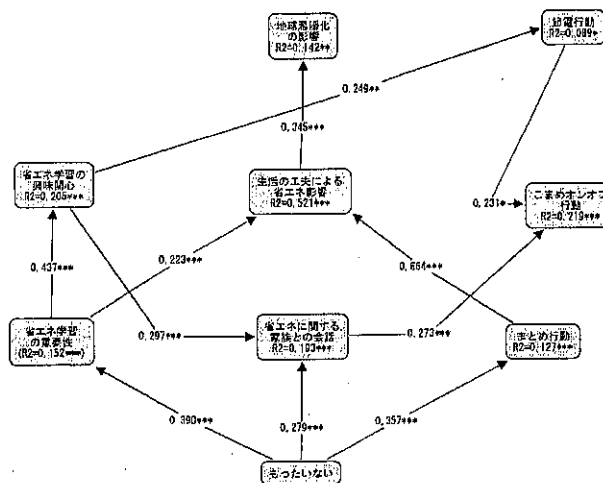 地球温暖化
の影響
R2=0.142**
節電行動
R2=0.089*
0.249**
0.345***
省エネ学習の
興味関心
R2=0.205***
生活の工夫による
省エネ影響
R2=0.521***
0.231*
こまめオンオフ
行動
R2=0.219***
0.437***
0.223***
0.664***
省エネ学習
の重要性
(R2=0.152***)
0.297***
省エネに関する
家族との会話
R2=0.193***
0.273***
まとめ行動
R2=0.127***
0.390***
0.279***
0.357***
もったいない